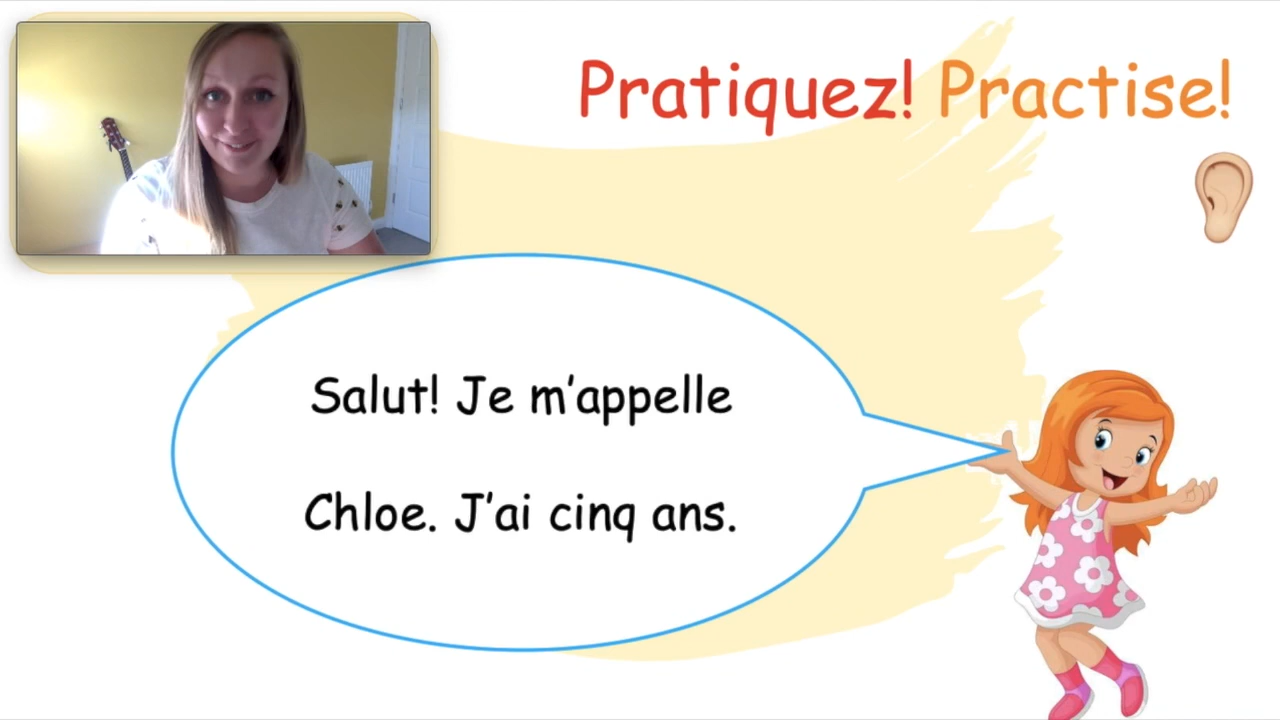 Pratiquez! Practise!
Salut! Je m’appelle
Chloe. J’ai cinq ans.